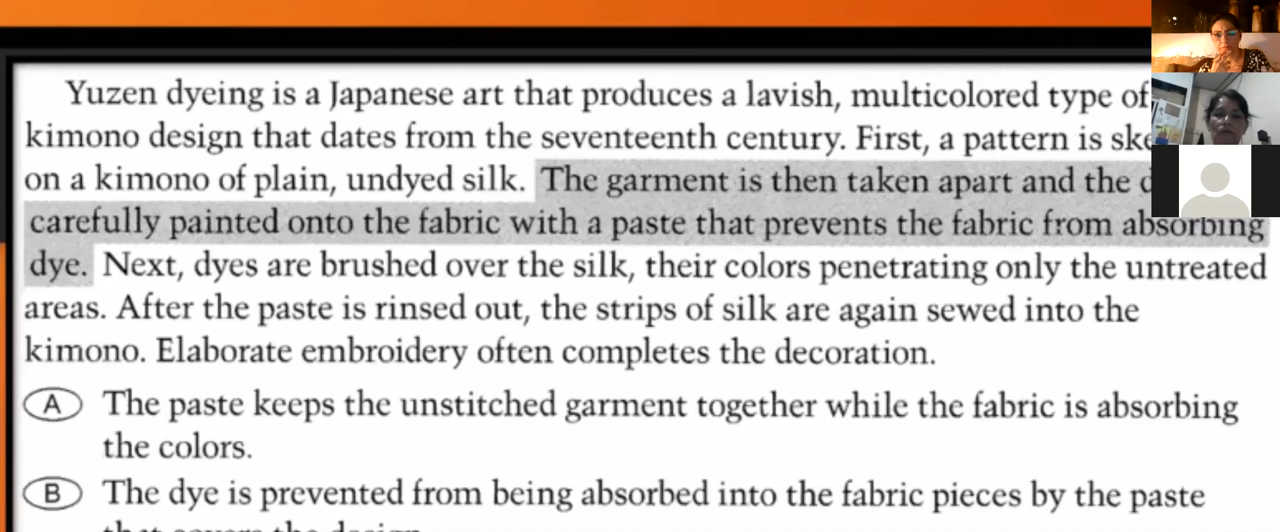 Yuzen dyeing is a Japanese art that produces a lavish, multicolored type of
kimono design that dates from the seventeenth century. First, a pattern is
on a kimono of plain, undyed silk. The garment is then taken apart and the
carefully painted onto the fabric with a paste that prevents the fabric from absorbing
dye. Next, dyes are brushed over the silk, their colors penetrating only the untreated
areas. After the paste is rinsed out, the strips of silk are again sewed into the
kimono. Elaborate embroidery often completes the decoration.
A The paste keeps the unstitched garment together while the fabric is absorbing
the colors.
B The dye is prevented from being absorbed into the fabric pieces by the paste
that covers the design